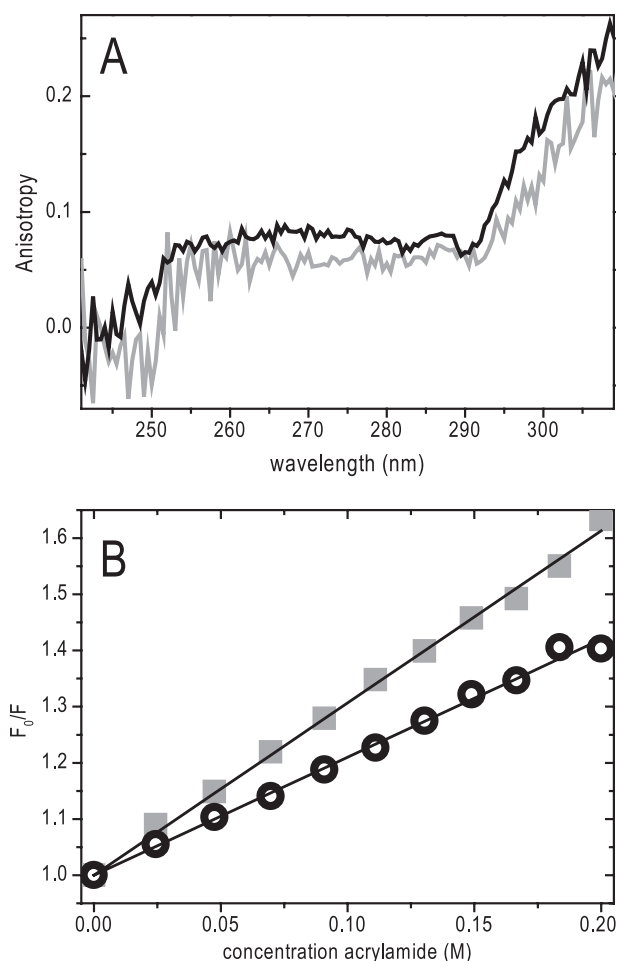 A
Anisotropy
0.2
0.1
0.0
250 260 270 280 290 300
wavelength (nm)
B
F0/F
1.6
1.5
1.4
1.3
1.2
1.1
1.0
0.00 0.05 0.10 0.15 0.20
concentration acrylamide (M)